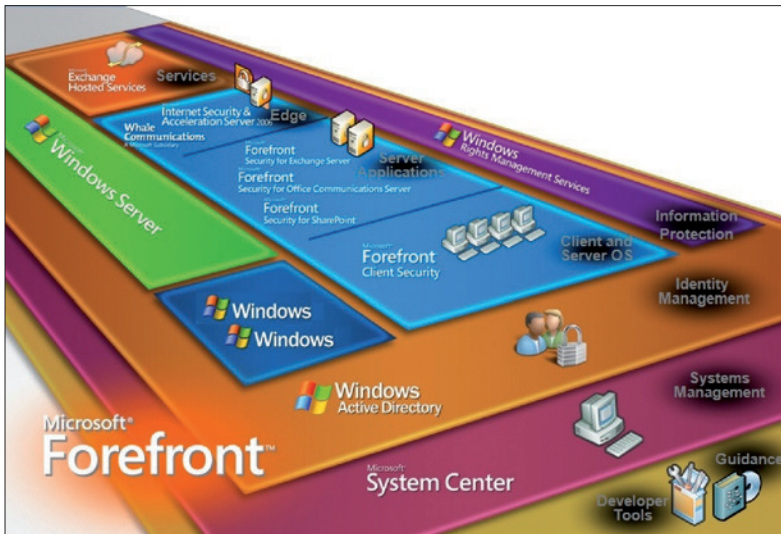 Microsoft
Exchange
Hosted Services
Services
Internet Security &
Acceleration Server 2006
Edge
Whale
Communications
A Microsoft Subsidiary
Forefront
Security for Exchange Server
Server
Applications
Forefront
Security for Office Communications Server
Forefront
Security for SharePoint
Microsoft
Forefront
Client Security
Client and
Server OS
Windows
Rights Management Services
Information
Protection
Microsoft
Windows Server
Windows
Windows
Identity
Management
Windows
Active Directory
Systems
Management
Microsoft®
Forefront™
Microsoft
System Center
Guidance
Developer
Tools